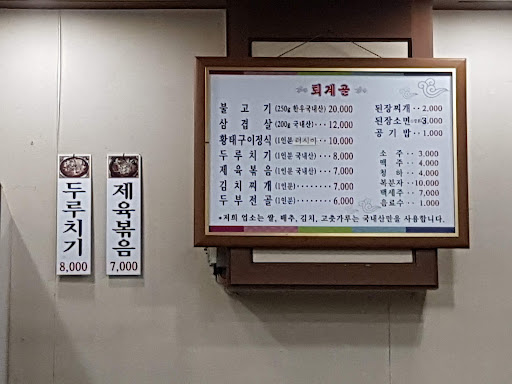 퇴계골
불고기 (250g 한우국내산) 20,000
삼겹살 (200g 국내산)··· 12,000
황태구이정식 (1인분 러시아)·· 10,000
두루치기 (1인분 국내산)··· 8,000
제육볶음 (1인분 국내산)··· 7,000
김치찌개 (1인분)········ 7,000
두부전골 (1인분)········ 6,000
된장찌개·· 2,000
된장소면 3,000
공기밥·· 1,000
소주·· 3,000
맥주·· 4,000
청하·· 4,000
복분자·· 10,000
백세주·· 7,000
음료수·· 1,000
*저희 업소는 쌀, 배추, 김치, 고춧가루는 국내산만을 사용합니다.
두루치기
8,000
제육볶음
7,000